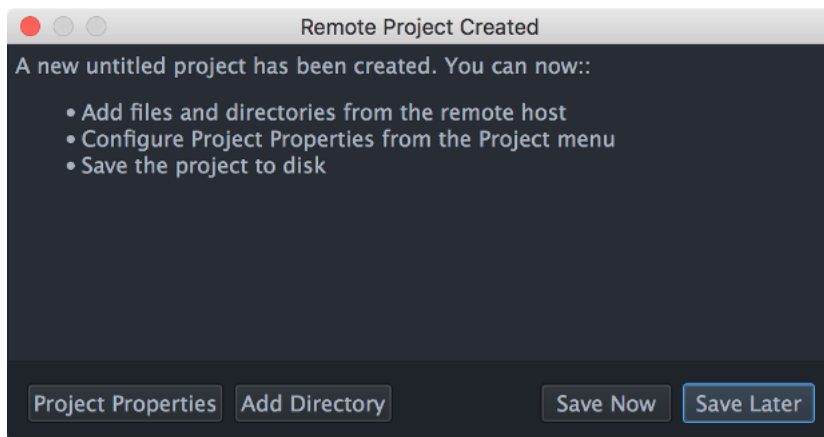 Remote Project Created
A new untitled project has been created. You can now::
• Add files and directories from the remote host
• Configure Project Properties from the Project menu
• Save the project to disk
Project Properties Add Directory Save Now Save Later